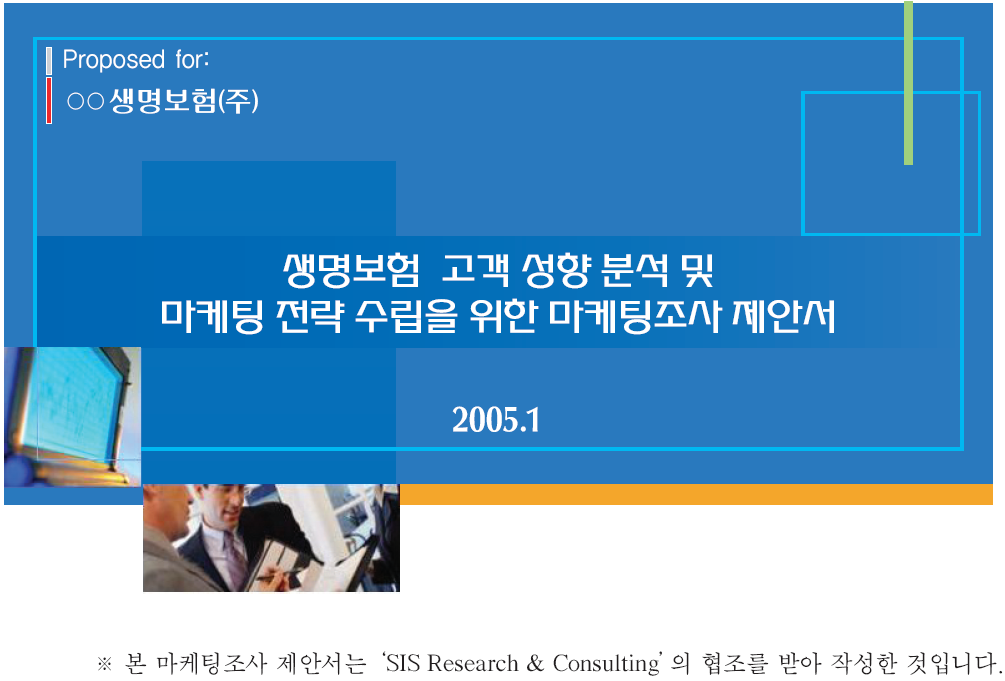 Proposed for:
○○생명보험(주)
생명보험 고객 성향 분석 및
마케팅 전략 수립을 위한 마케팅조사 제안서
2005.1
※ 본 마케팅조사 제안서는 ‘SIS Research & Consulting’의 협조를 받아 작성한 것입니다.